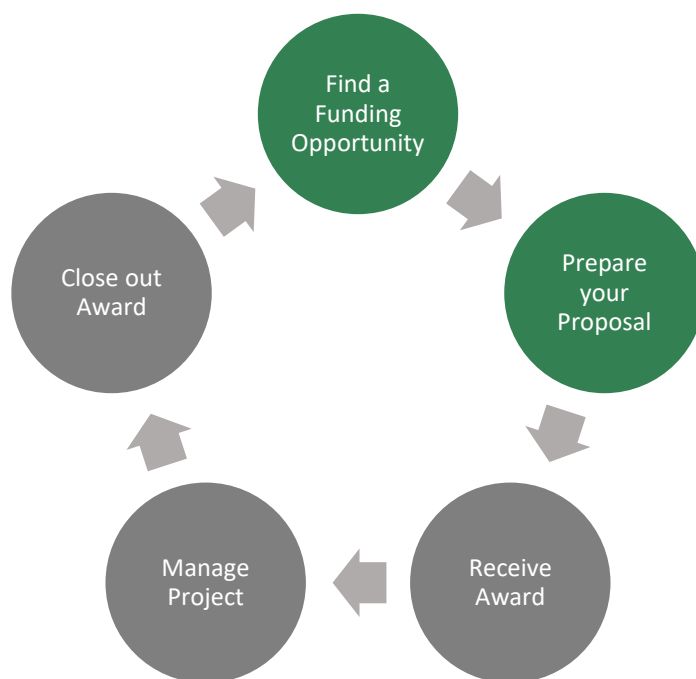 Find a
Funding
Opportunity
Prepare
your
Proposal
Receive
Award
Manage
Project
Close out
Award